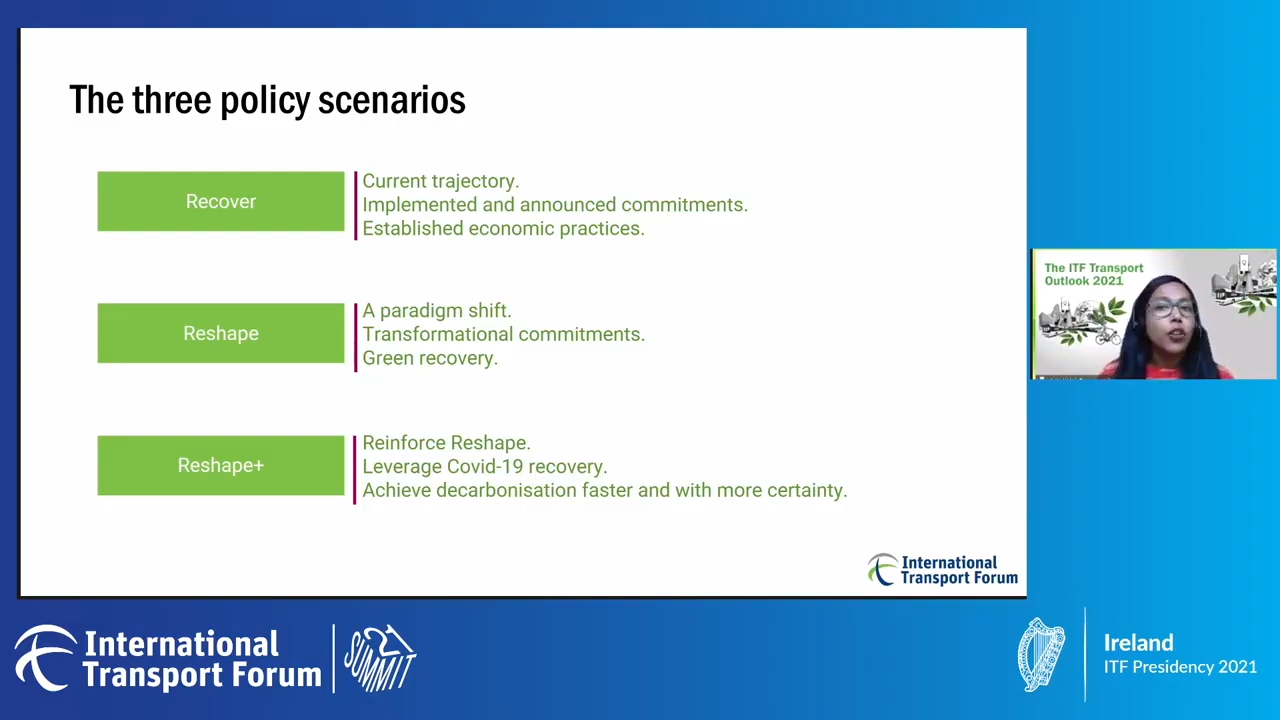 The three policy scenarios
Recover
Current trajectory.
Implemented and announced commitments.
Established economic practices.
Reshape
A paradigm shift.
Transformational commitments.
Green recovery.
Reshape+
Reinforce Reshape.
Leverage Covid-19 recovery.
Achieve decarbonisation faster and with more certainty.
International
Transport Forum
The ITF Transport
Outlook 2021
International
Transport Forum
21
SUMMIT
Ireland
ITF Presidency 2021